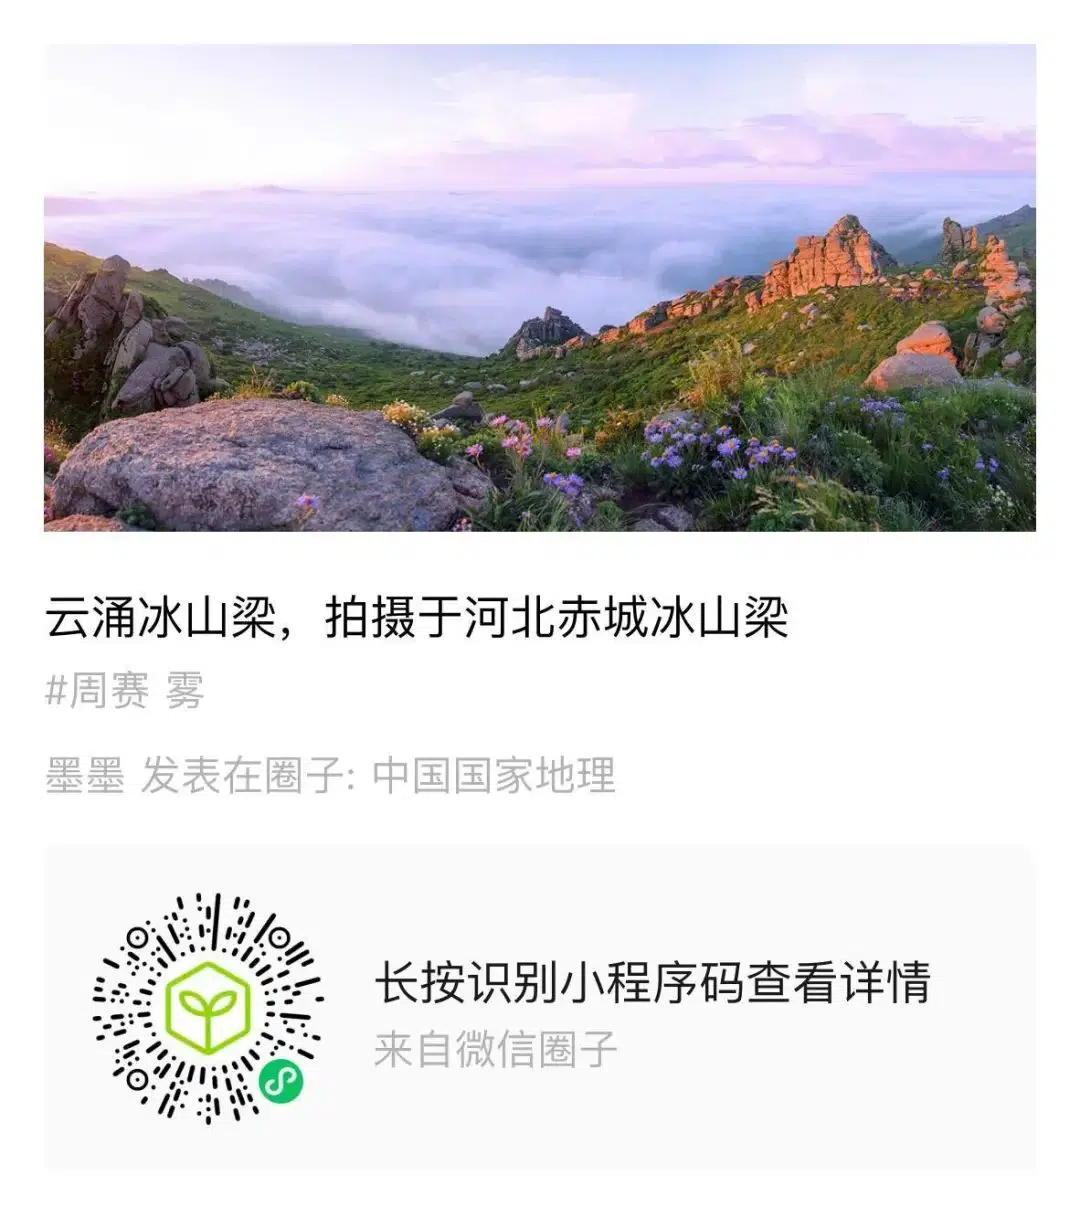 云涌冰山梁，拍摄于河北赤城冰山梁
#周赛 雾
墨墨 发表在圈子: 中国国家地理
长按识别小程序码查看详情
来自微信圈子